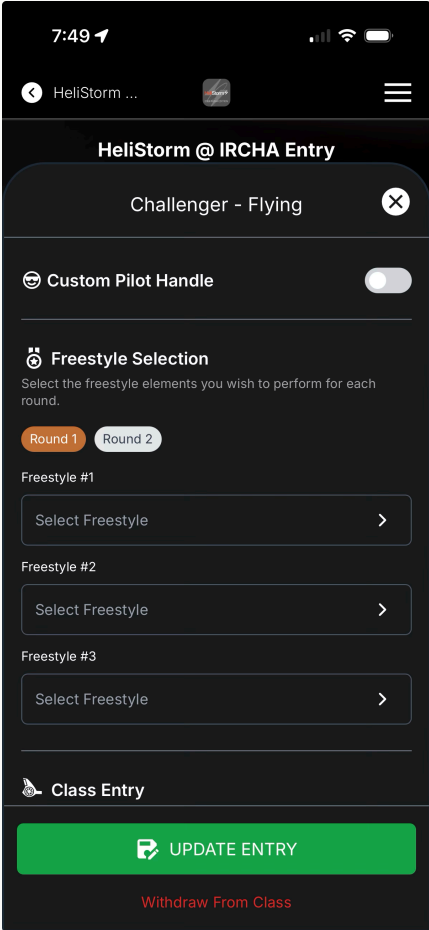 7:49
HeliStorm ...
HeliStorm @ IRCHA Entry
Challenger - Flying
Custom Pilot Handle
Freestyle Selection
Select the freestyle elements you wish to perform for each
round.
Round 1 Round 2
Freestyle #1
Select Freestyle
Freestyle #2
Select Freestyle
Freestyle #3
Select Freestyle
Class Entry
UPDATE ENTRY
Withdraw From Class